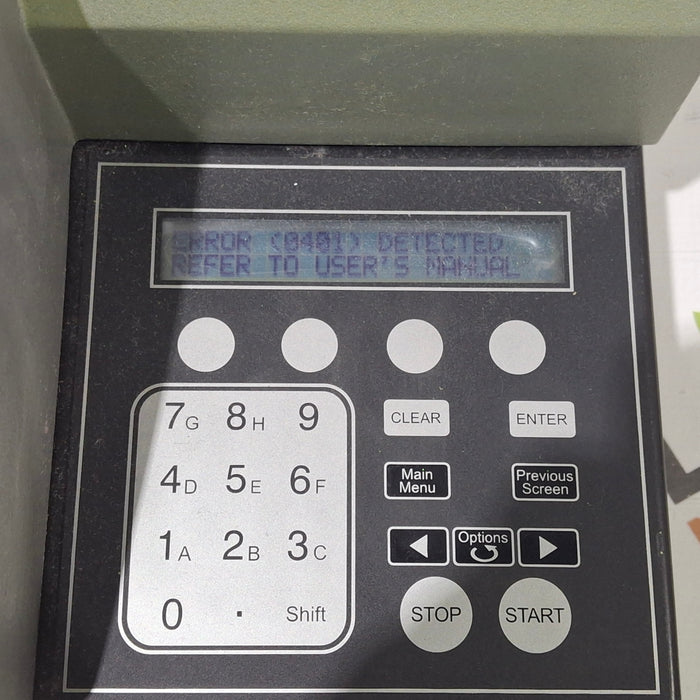 ERROR (0401) DETECTED
REFER TO USER'S MANUAL
7G 8H 9
CLEAR ENTER
4D 5E 6F
Main
Menu
Previous
Screen
1A 2B 3C
Options
0 . Shift
STOP START